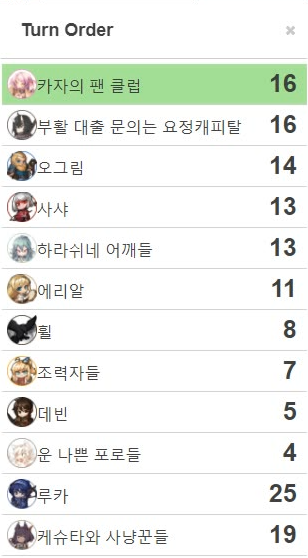 Turn Order ×
카자의 팬 클럽 16
부활 대출 문의는 요정캐피탈 16
오그림 14
사샤 13
하라쉬네 어깨들 13
에리알 11
휠 8
조력자들 7
데빈 5
운 나쁜 포로들 4
루카 25
케슈타와 사냥꾼들 19